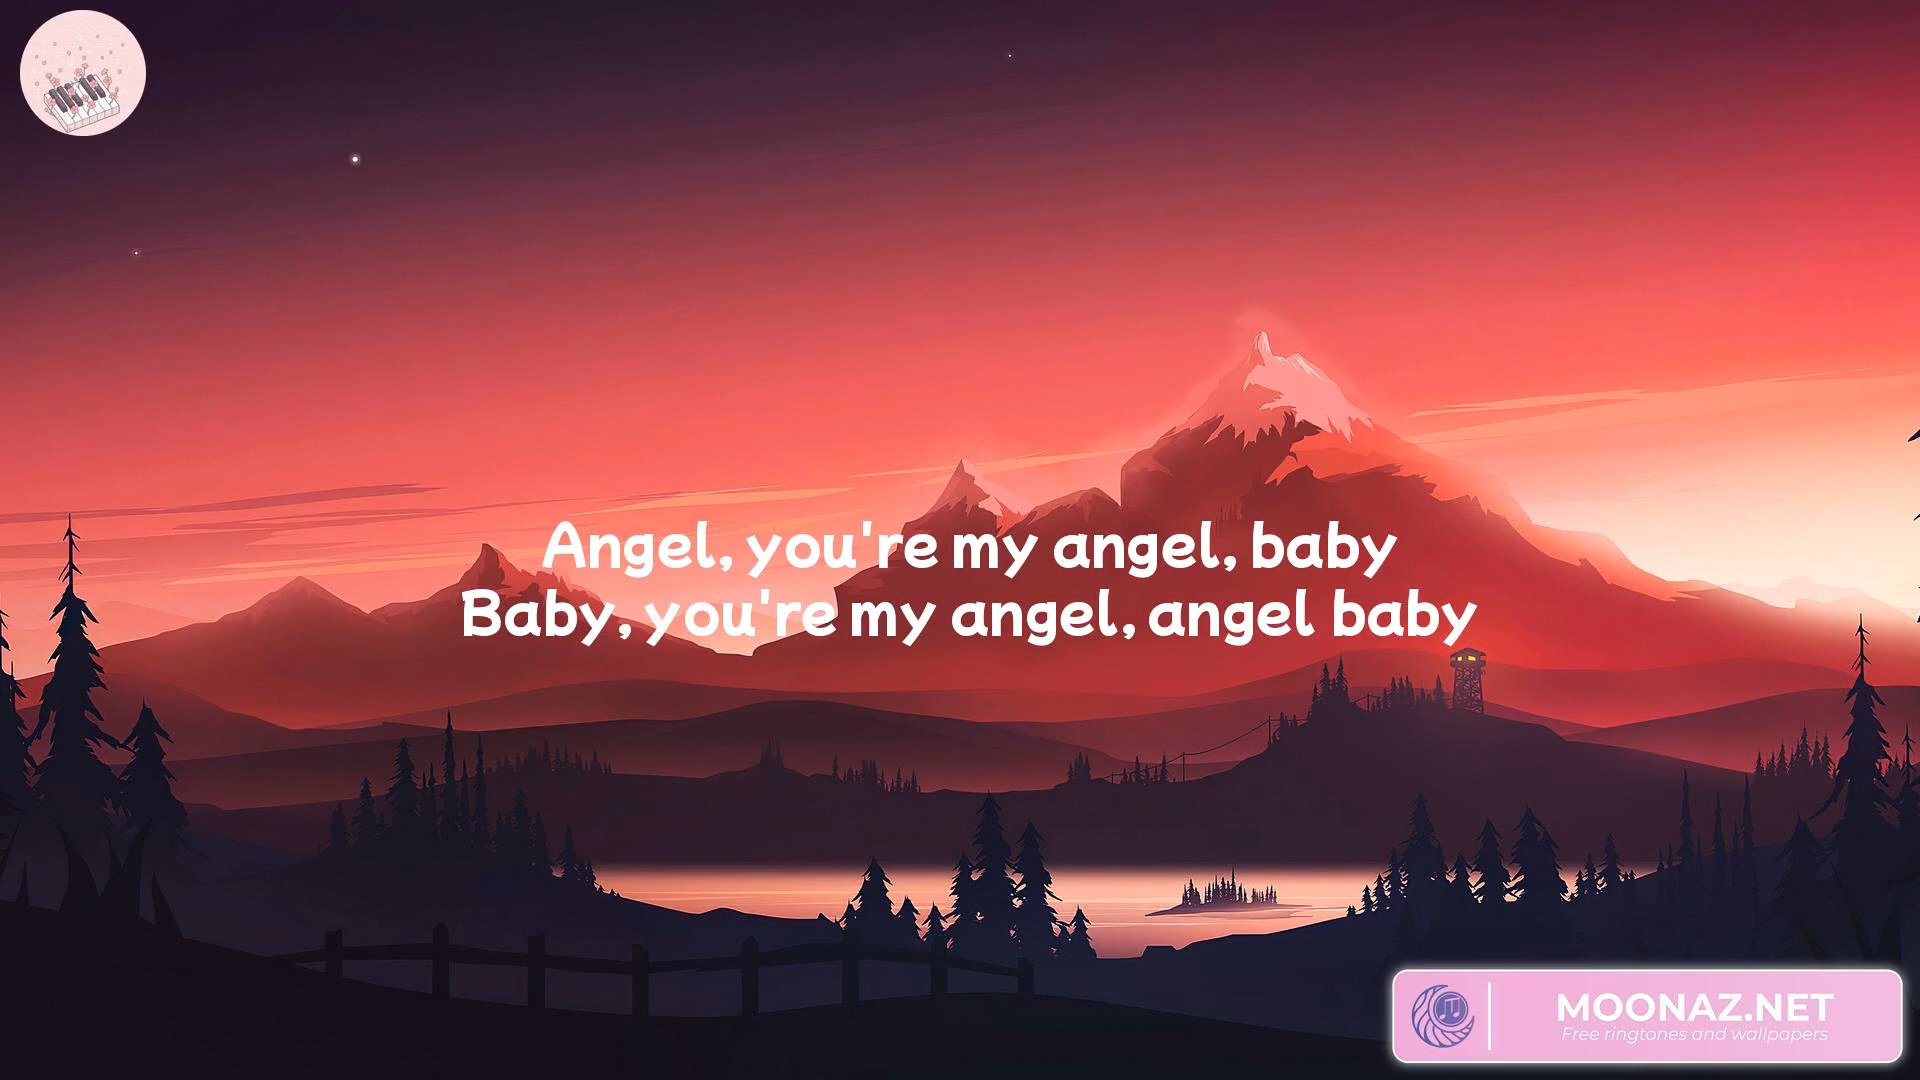 Angel, you're my angel, baby
Baby, you're my angel, angel baby
MOONAZ.NET
Free ringtones and wallpapers